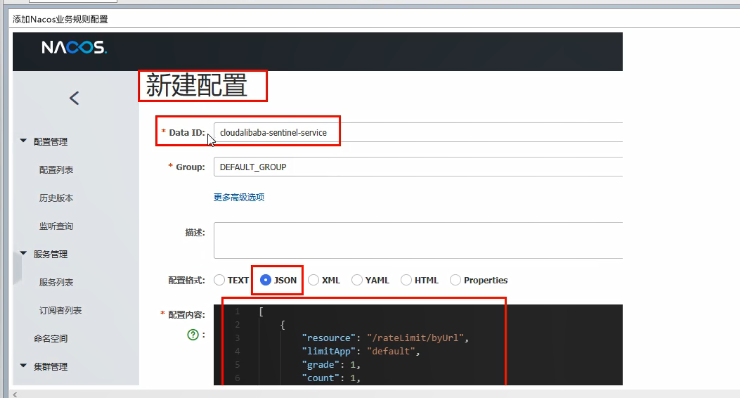 添加Nacos业务规则配置
NACOS.
新建配置
* Data ID: cloudalibaba-sentinel-service
* Group: DEFAULT_GROUP
更多高级选项
描述:
配置格式: TEXT JSON XML YAML HTML Properties
* 配置内容:
? :
1 [
2 {
3 "resource": "/rateLimit/byUrl",
4 "limitApp": "default",
5 "grade": 1,
6 "count": 1,
配置管理
配置列表
历史版本
监听查询
服务管理
服务列表
订阅者列表
命名空间
集群管理